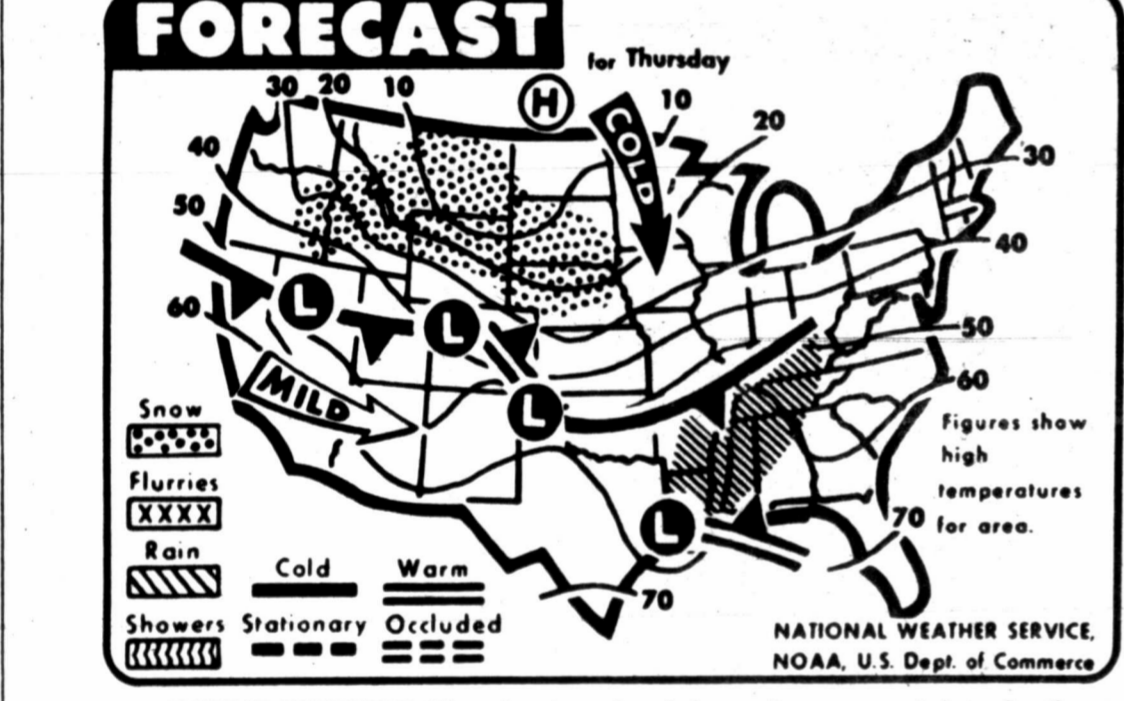 FORECAST
for Thursday
H
30 20 10
COLD
10
20
30
40
40
50
50
60
60
70
70
L
L
L
L
MILD
Snow
Flurries
XXXX
Rain
Showers
Cold
Warm
Stationary
Occluded
Figures show
high
temperatures
for area.
NATIONAL WEATHER SERVICE,
NOAA, U.S. Dept. of Commerce